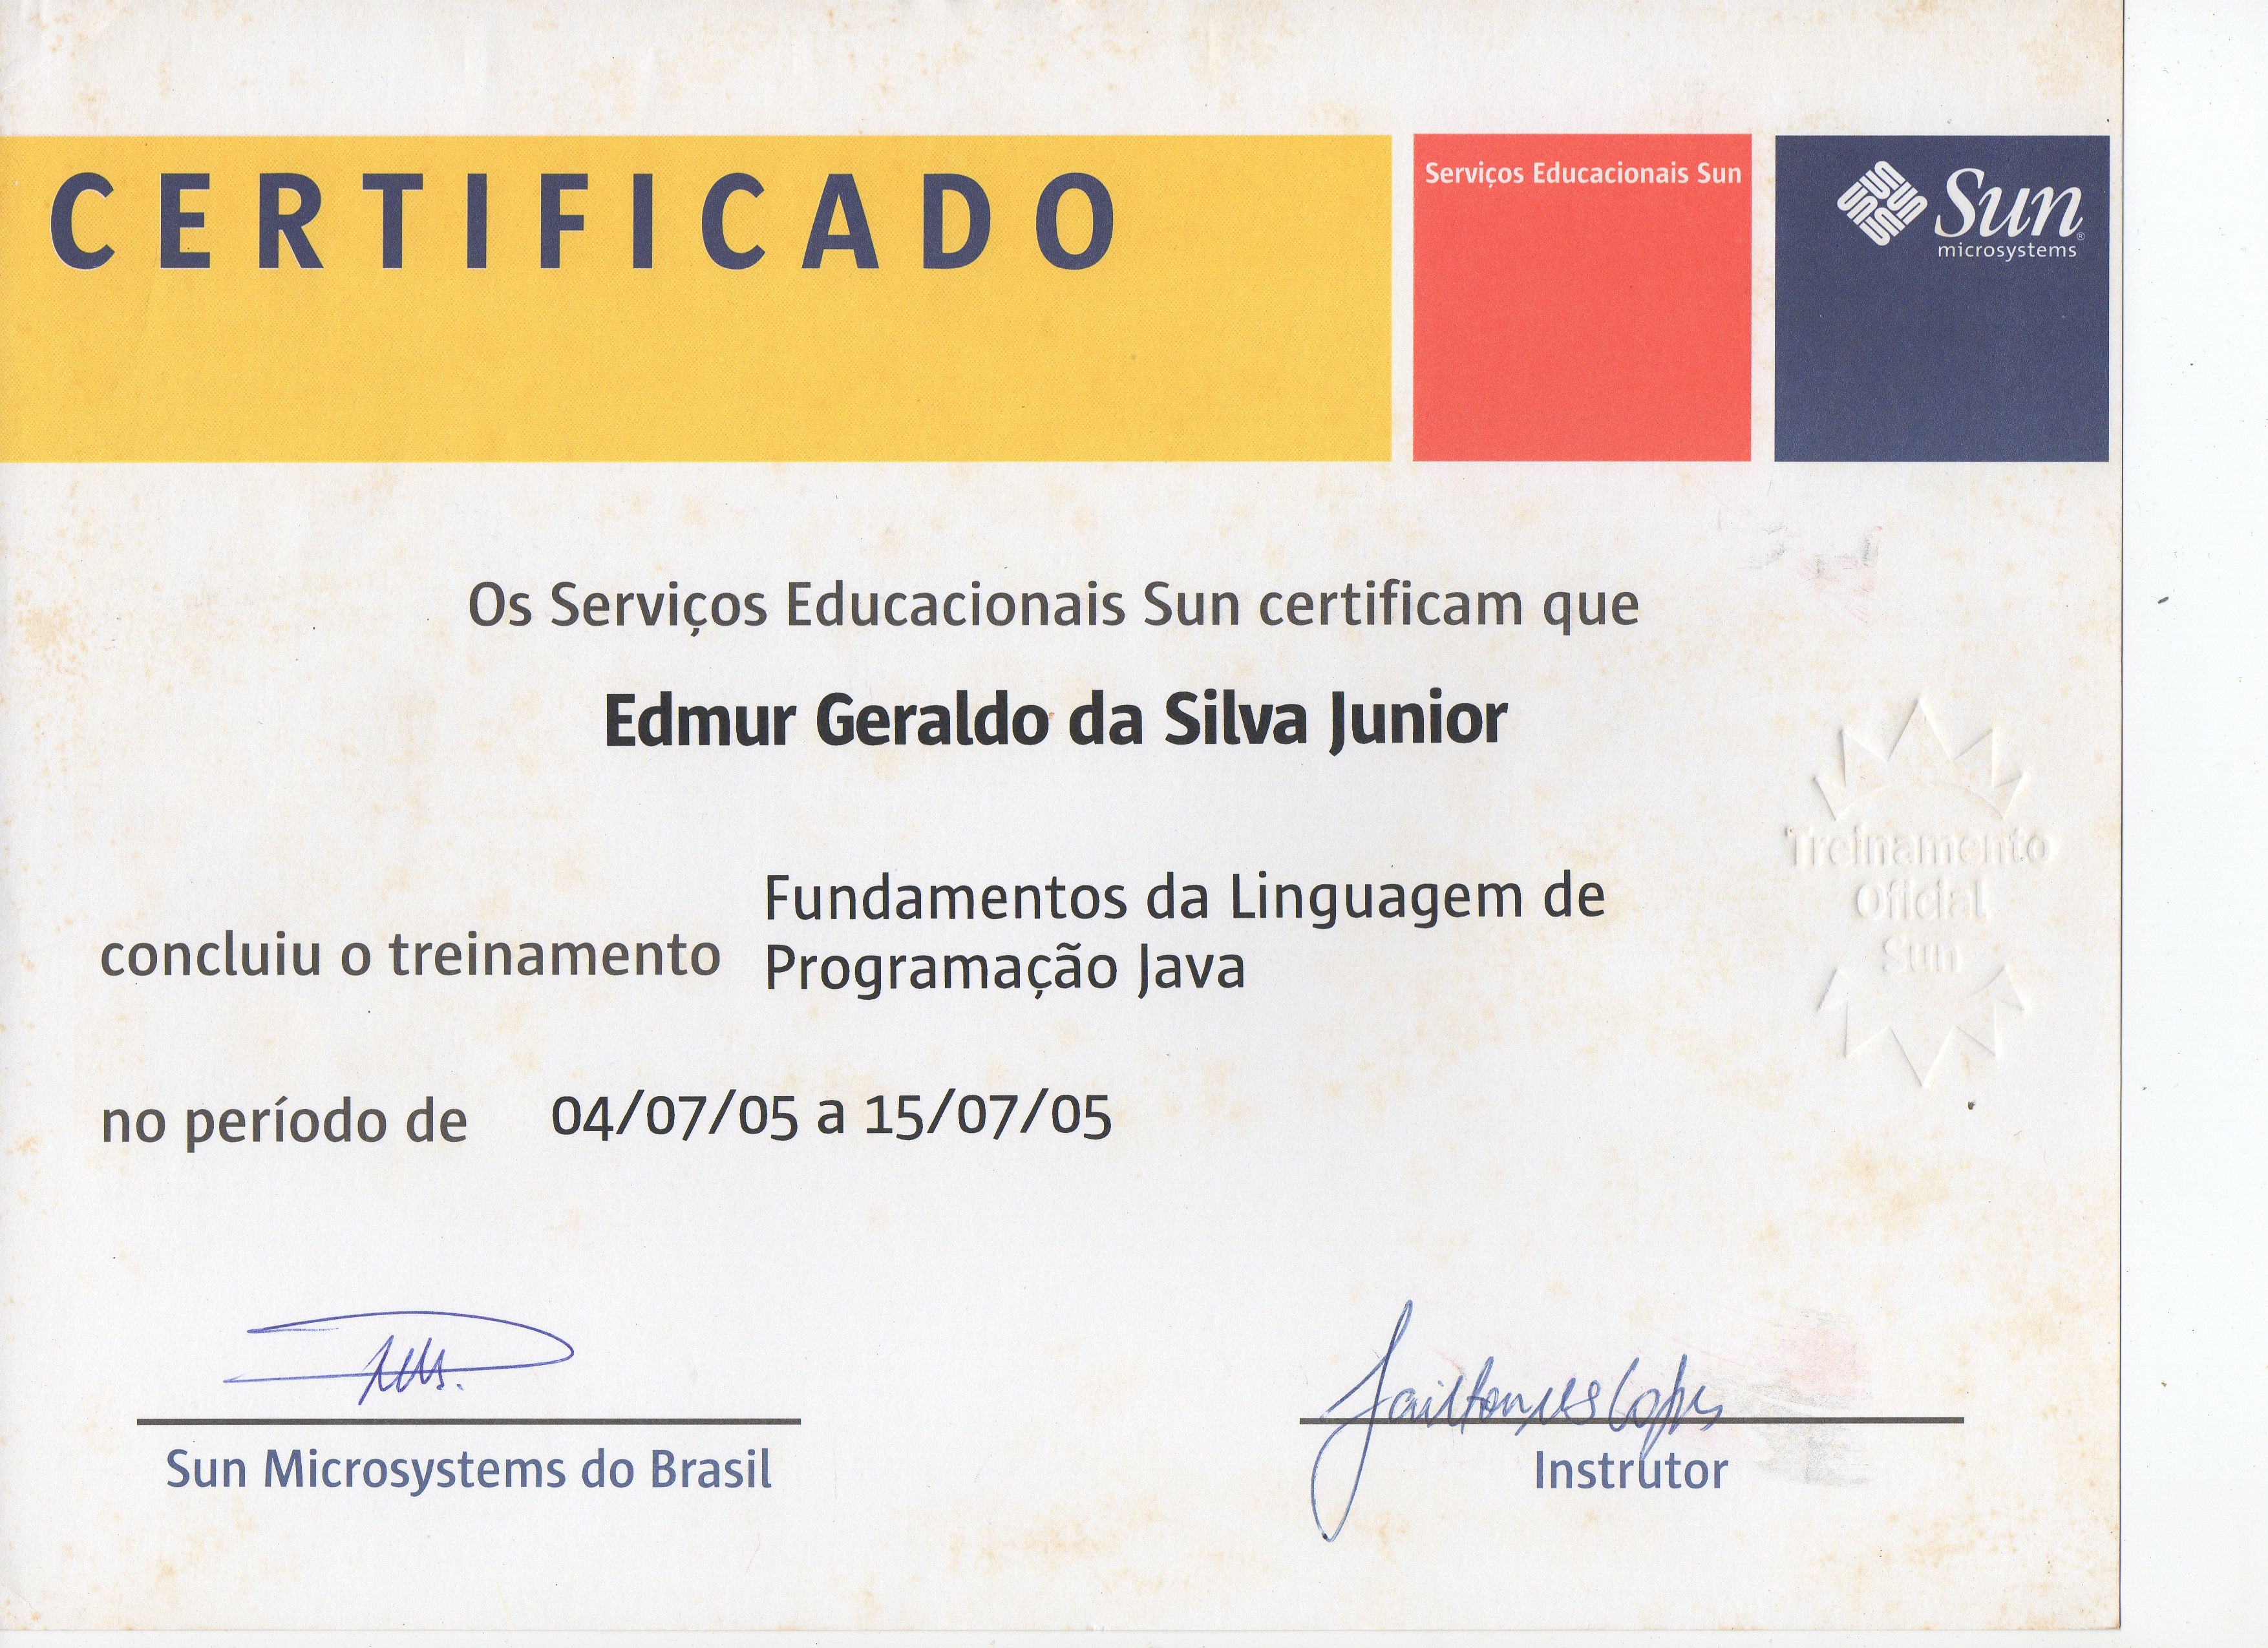 CERTIFICADO
Serviços Educacionais Sun
Sun
microsystems
Os Serviços Educacionais Sun certificam que
Edmur Geraldo da Silva Junior
concluiu o treinamento
Fundamentos da Linguagem de
Programação Java
no período de 04/07/05 a 15/07/05
Treinamento
Oficial
Sun
Sun Microsystems do Brasil
Instrutor